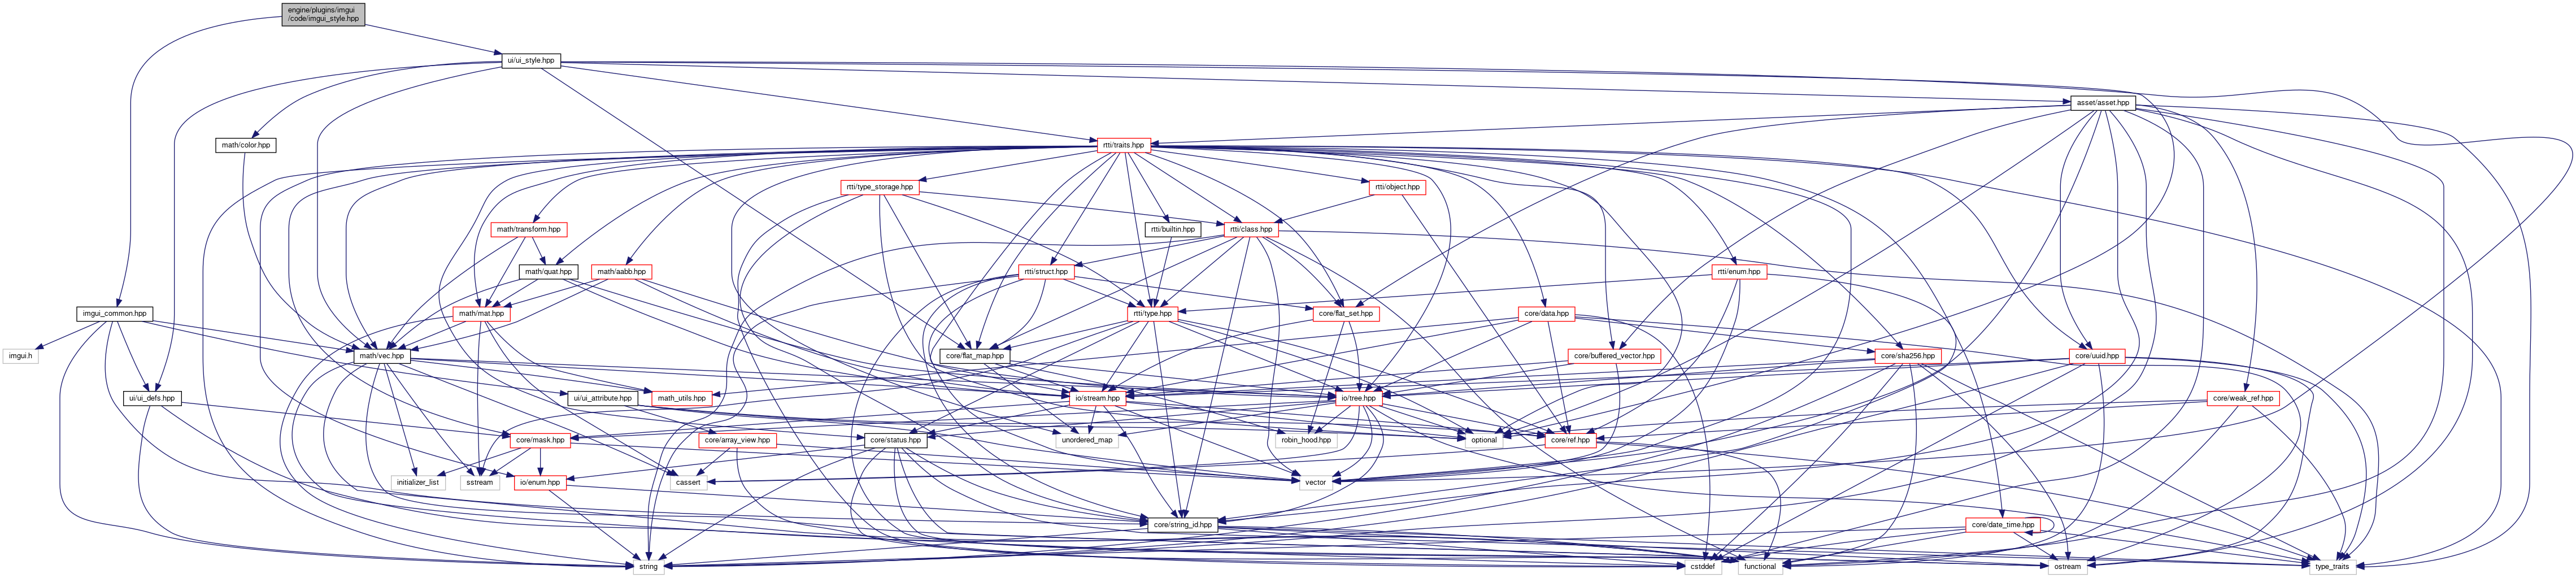 engine/plugins/imgui
/code/imgui_style.hpp
ui/ui_style.hpp
asset/asset.hpp
math/color.hpp
rtti/traits.hpp
rtti/type_storage.hpp
rtti/object.hpp
math/transform.hpp
rtti/builtin.hpp
rtti/class.hpp
math/quat.hpp
math/aabb.hpp
rtti/struct.hpp
rtti/enum.hpp
imgui_common.hpp
math/mat.hpp
rtti/type.hpp
core/flat_set.hpp
core/data.hpp
imgui.h
math/vec.hpp
core/flat_map.hpp
core/buffered_vector.hpp
core/sha256.hpp
core/uuid.hpp
ui/ui_defs.hpp
ui/ui_attribute.hpp
math_utils.hpp
io/stream.hpp
io/tree.hpp
core/weak_ref.hpp
core/mask.hpp
core/array_view.hpp
core/status.hpp
unordered_map
robin_hood.hpp
optional
core/ref.hpp
initializer_list
sstream
io/enum.hpp
cassert
vector
core/string_id.hpp
core/date_time.hpp
string
cstddef
functional
ostream
type_traits